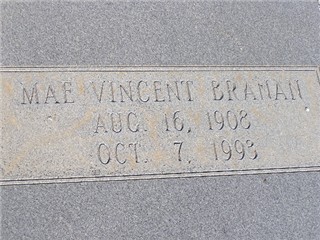 MAE VINCENT BRANAN
AUG. 16, 1908
OCT. 7, 1993